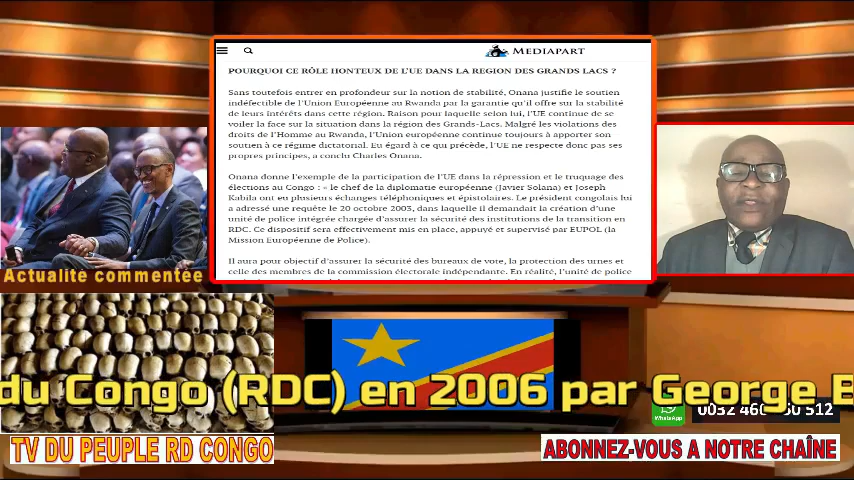 MEDIAPART
POURQUOI CE RÔLE HONTEUX DE L'UE DANS LA REGION DES GRANDS LACS ?
Sans toutefois entrer en profondeur sur la notion de stabilité, Onana justifie le soutien
indéfectible de l'Union Européenne au Rwanda par la garantie qu'il offre sur la stabilité
de leurs intérêts dans cette région. Raison pour laquelle selon lui, l'UE continue de se
voiler la face sur la situation dans la région des Grands-Lacs. Malgré les violations des
droits de l'Homme au Rwanda, l'Union européenne continue toujours à apporter son
soutien à ce régime dictatorial. Eu égard à ce qui précède, l'UE ne respecte donc pas ses
propres principes, a conclu Charles Onana.
Onana donne l'exemple de la participation de l'UE dans la répression et le truquage des
élections au Congo : « le chef de la diplomatie européenne (Javier Solana) et Joseph
Kabila ont eu plusieurs échanges téléphoniques et épistolaires. Le président congolais lui
a adressé une requête le 20 octobre 2003, dans laquelle il demandait la création d'une
unité de police intégrée chargée d'assurer la sécurité des institutions de la transition en
RDC. Ce dispositif sera effectivement mis en place, appuyé et supervisé par EUPOL (la
Mission Européenne de Police).
Il aura pour objectif d'assurer la sécurité des bureaux de vote, la protection des urnes et
celle des membres de la commission électorale indépendante. En réalité, l'unité de police
Actualité commentée
du Congo (RDC) en 2006 par George
WhatsApp
0032 460 512
TV DU PEUPLE RD CONGO
ABONNEZ-VOUS A NOTRE CHAÎNE